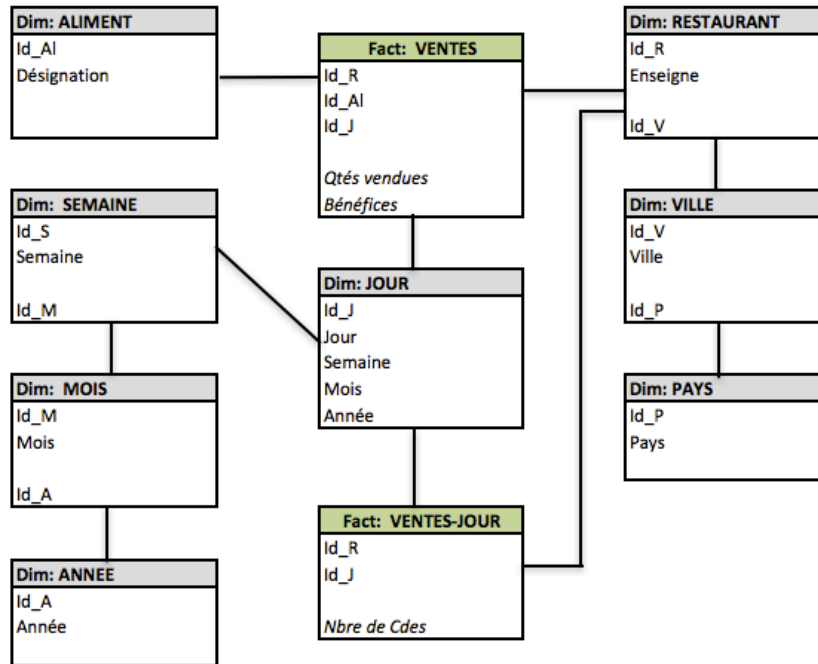 Dim: ALIMENT
Id_Al
Désignation
Fact: VENTES
Id_R
Id_Al
Id_J
Qtés vendues
Bénéfices
Dim: RESTAURANT
Id_R
Enseigne
Id_V
Dim: SEMAINE
Id_S
Semaine
Id_M
Dim: JOUR
Id_J
Jour
Semaine
Mois
Année
Dim: VILLE
Id_V
Ville
Id_P
Dim: MOIS
Id_M
Mois
Id_A
Dim: PAYS
Id_P
Pays
Fact: VENTES-JOUR
Id_R
Id_J
Nbre de Cdes
Dim: ANNEE
Id_A
Année